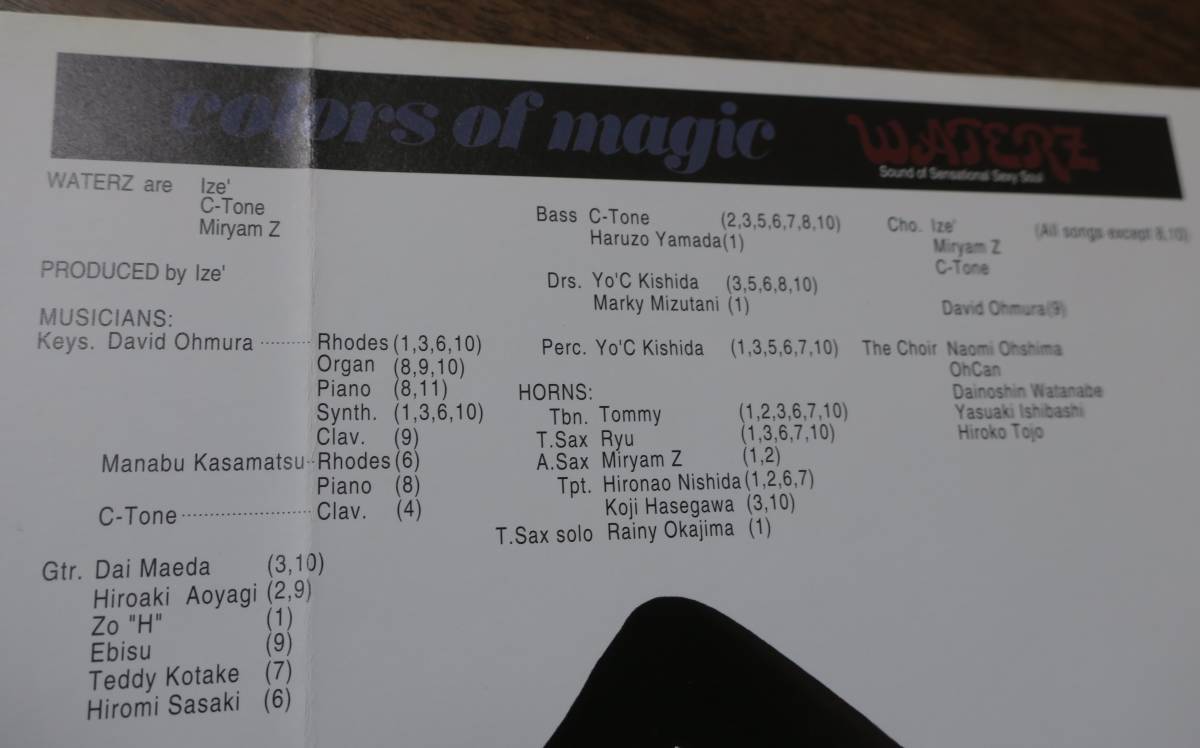 colors of magic
WATERZ
Sound of Sensational Sexy Soul
WATERZ are Ize'
C-Tone
Miryam Z
PRODUCED by Ize'
MUSICIANS:
Keys. David Ohmura ········· Rhodes (1,3,6,10)
Organ (8,9,10)
Piano (8,11)
Synth. (1,3,6,10)
Clav. (9)
Manabu Kasamatsu ·· Rhodes (6)
Piano (8)
C-Tone ······················ Clav. (4)
Gtr. Dai Maeda (3,10)
Hiroaki Aoyagi (2,9)
Zo "H" (1)
Ebisu (9)
Teddy Kotake (7)
Hiromi Sasaki (6)
Bass C-Tone (2,3,5,6,7,8,10)
Haruzo Yamada (1)
Drs. Yo'C Kishida (3,5,6,8,10)
Marky Mizutani (1)
Perc. Yo'C Kishida (1,3,5,6,7,10)
HORNS:
Tbn. Tommy (1,2,3,6,7,10)
T.Sax Ryu (1,3,6,7,10)
A.Sax Miryam Z (1,2)
Tpt. Hironao Nishida (1,2,6,7)
Koji Hasegawa (3,10)
T.Sax solo Rainy Okajima (1)
Cho. Ize' (All songs except 8,10)
Miryam Z
C-Tone
David Ohmura (9)
The Choir Naomi Ohshima
OhCan
Dainoshin Watanabe
Yasuaki Ishibashi
Hiroko Tojo